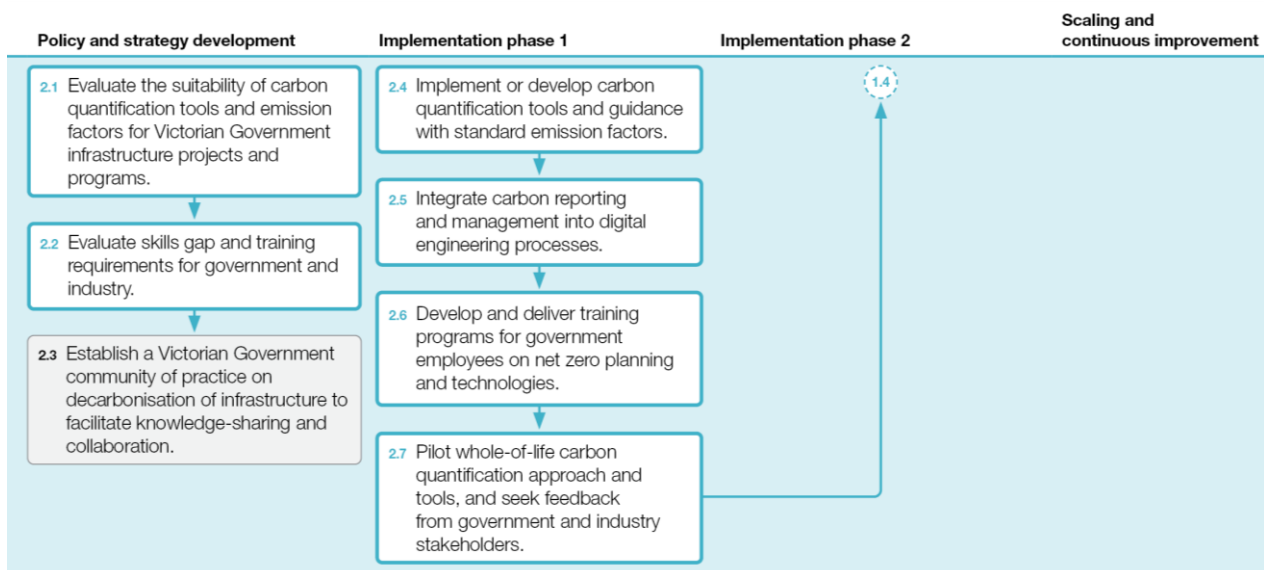 Policy and strategy development
Implementation phase 1
Implementation phase 2
Scaling and
continuous improvement
2.1 Evaluate the suitability of carbon
quantification tools and emission
factors for Victorian Government
infrastructure projects and
programs.
2.2 Evaluate skills gap and training
requirements for government and
industry.
2.3 Establish a Victorian Government
community of practice on
decarbonisation of infrastructure to
facilitate knowledge-sharing and
collaboration.
2.4 Implement or develop carbon
quantification tools and guidance
with standard emission factors.
2.5 Integrate carbon reporting
and management into digital
engineering processes.
2.6 Develop and deliver training
programs for government
employees on net zero planning
and technologies.
2.7 Pilot whole-of-life carbon
quantification approach and
tools, and seek feedback
from government and industry
stakeholders.
1.4